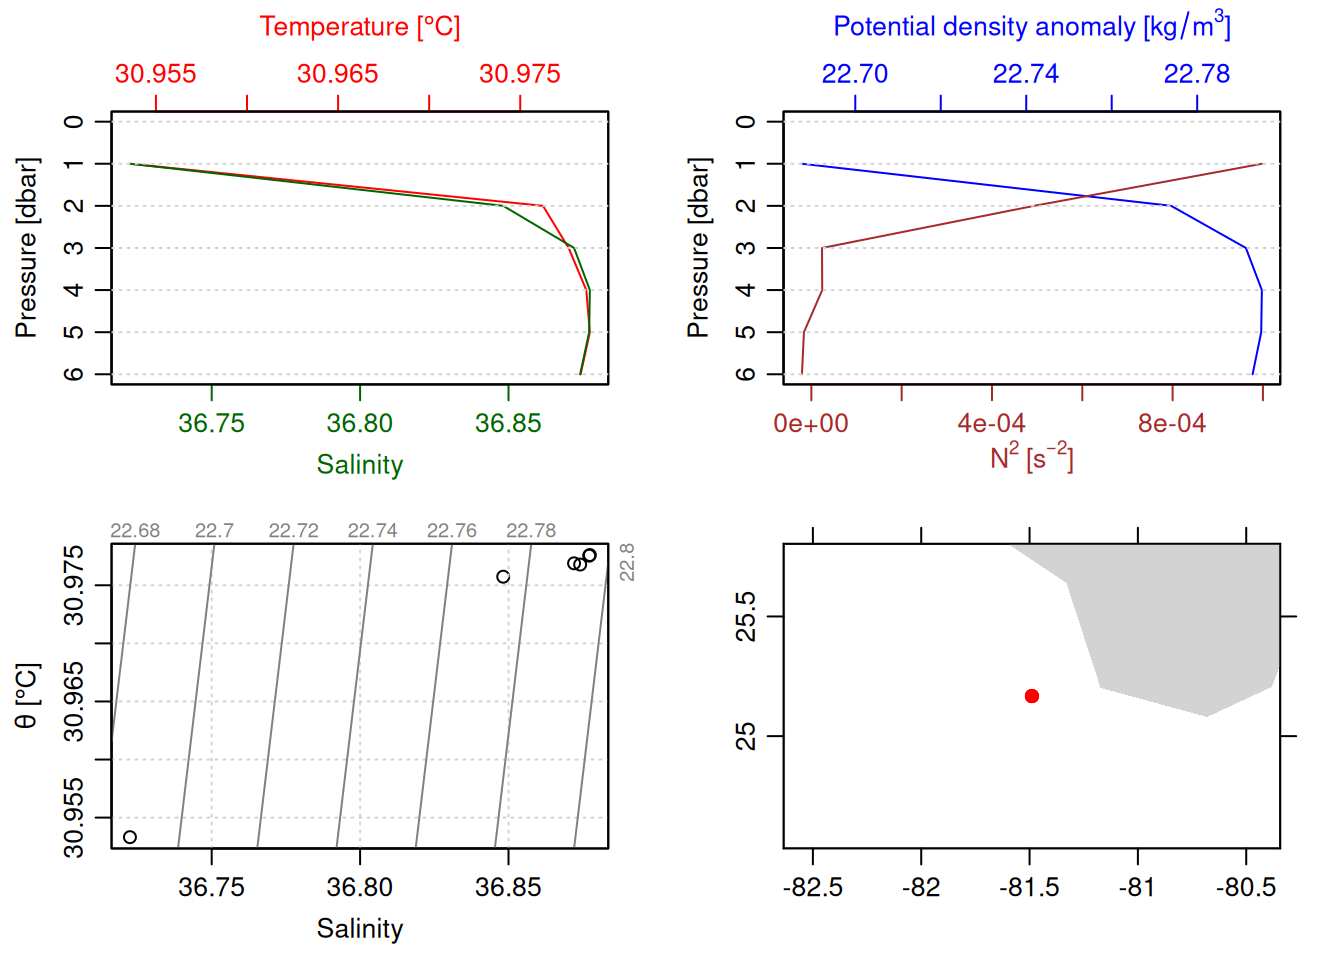 Temperature [°C]
30.955 30.965 30.975
Pressure [dbar]
0
1
2
3
4
5
6
36.75 36.80 36.85
Salinity
Potential density anomaly [kg/m³]
22.70 22.74 22.78
Pressure [dbar]
0
1
2
3
4
5
6
0e+00 4e-04 8e-04
N² [s⁻²]
22.68 22.7 22.72 22.74 22.76 22.78
22.8
θ [°C]
30.975
30.965
30.955
36.75 36.80 36.85
Salinity
25.5
25
-82.5 -82 -81.5 -81 -80.5